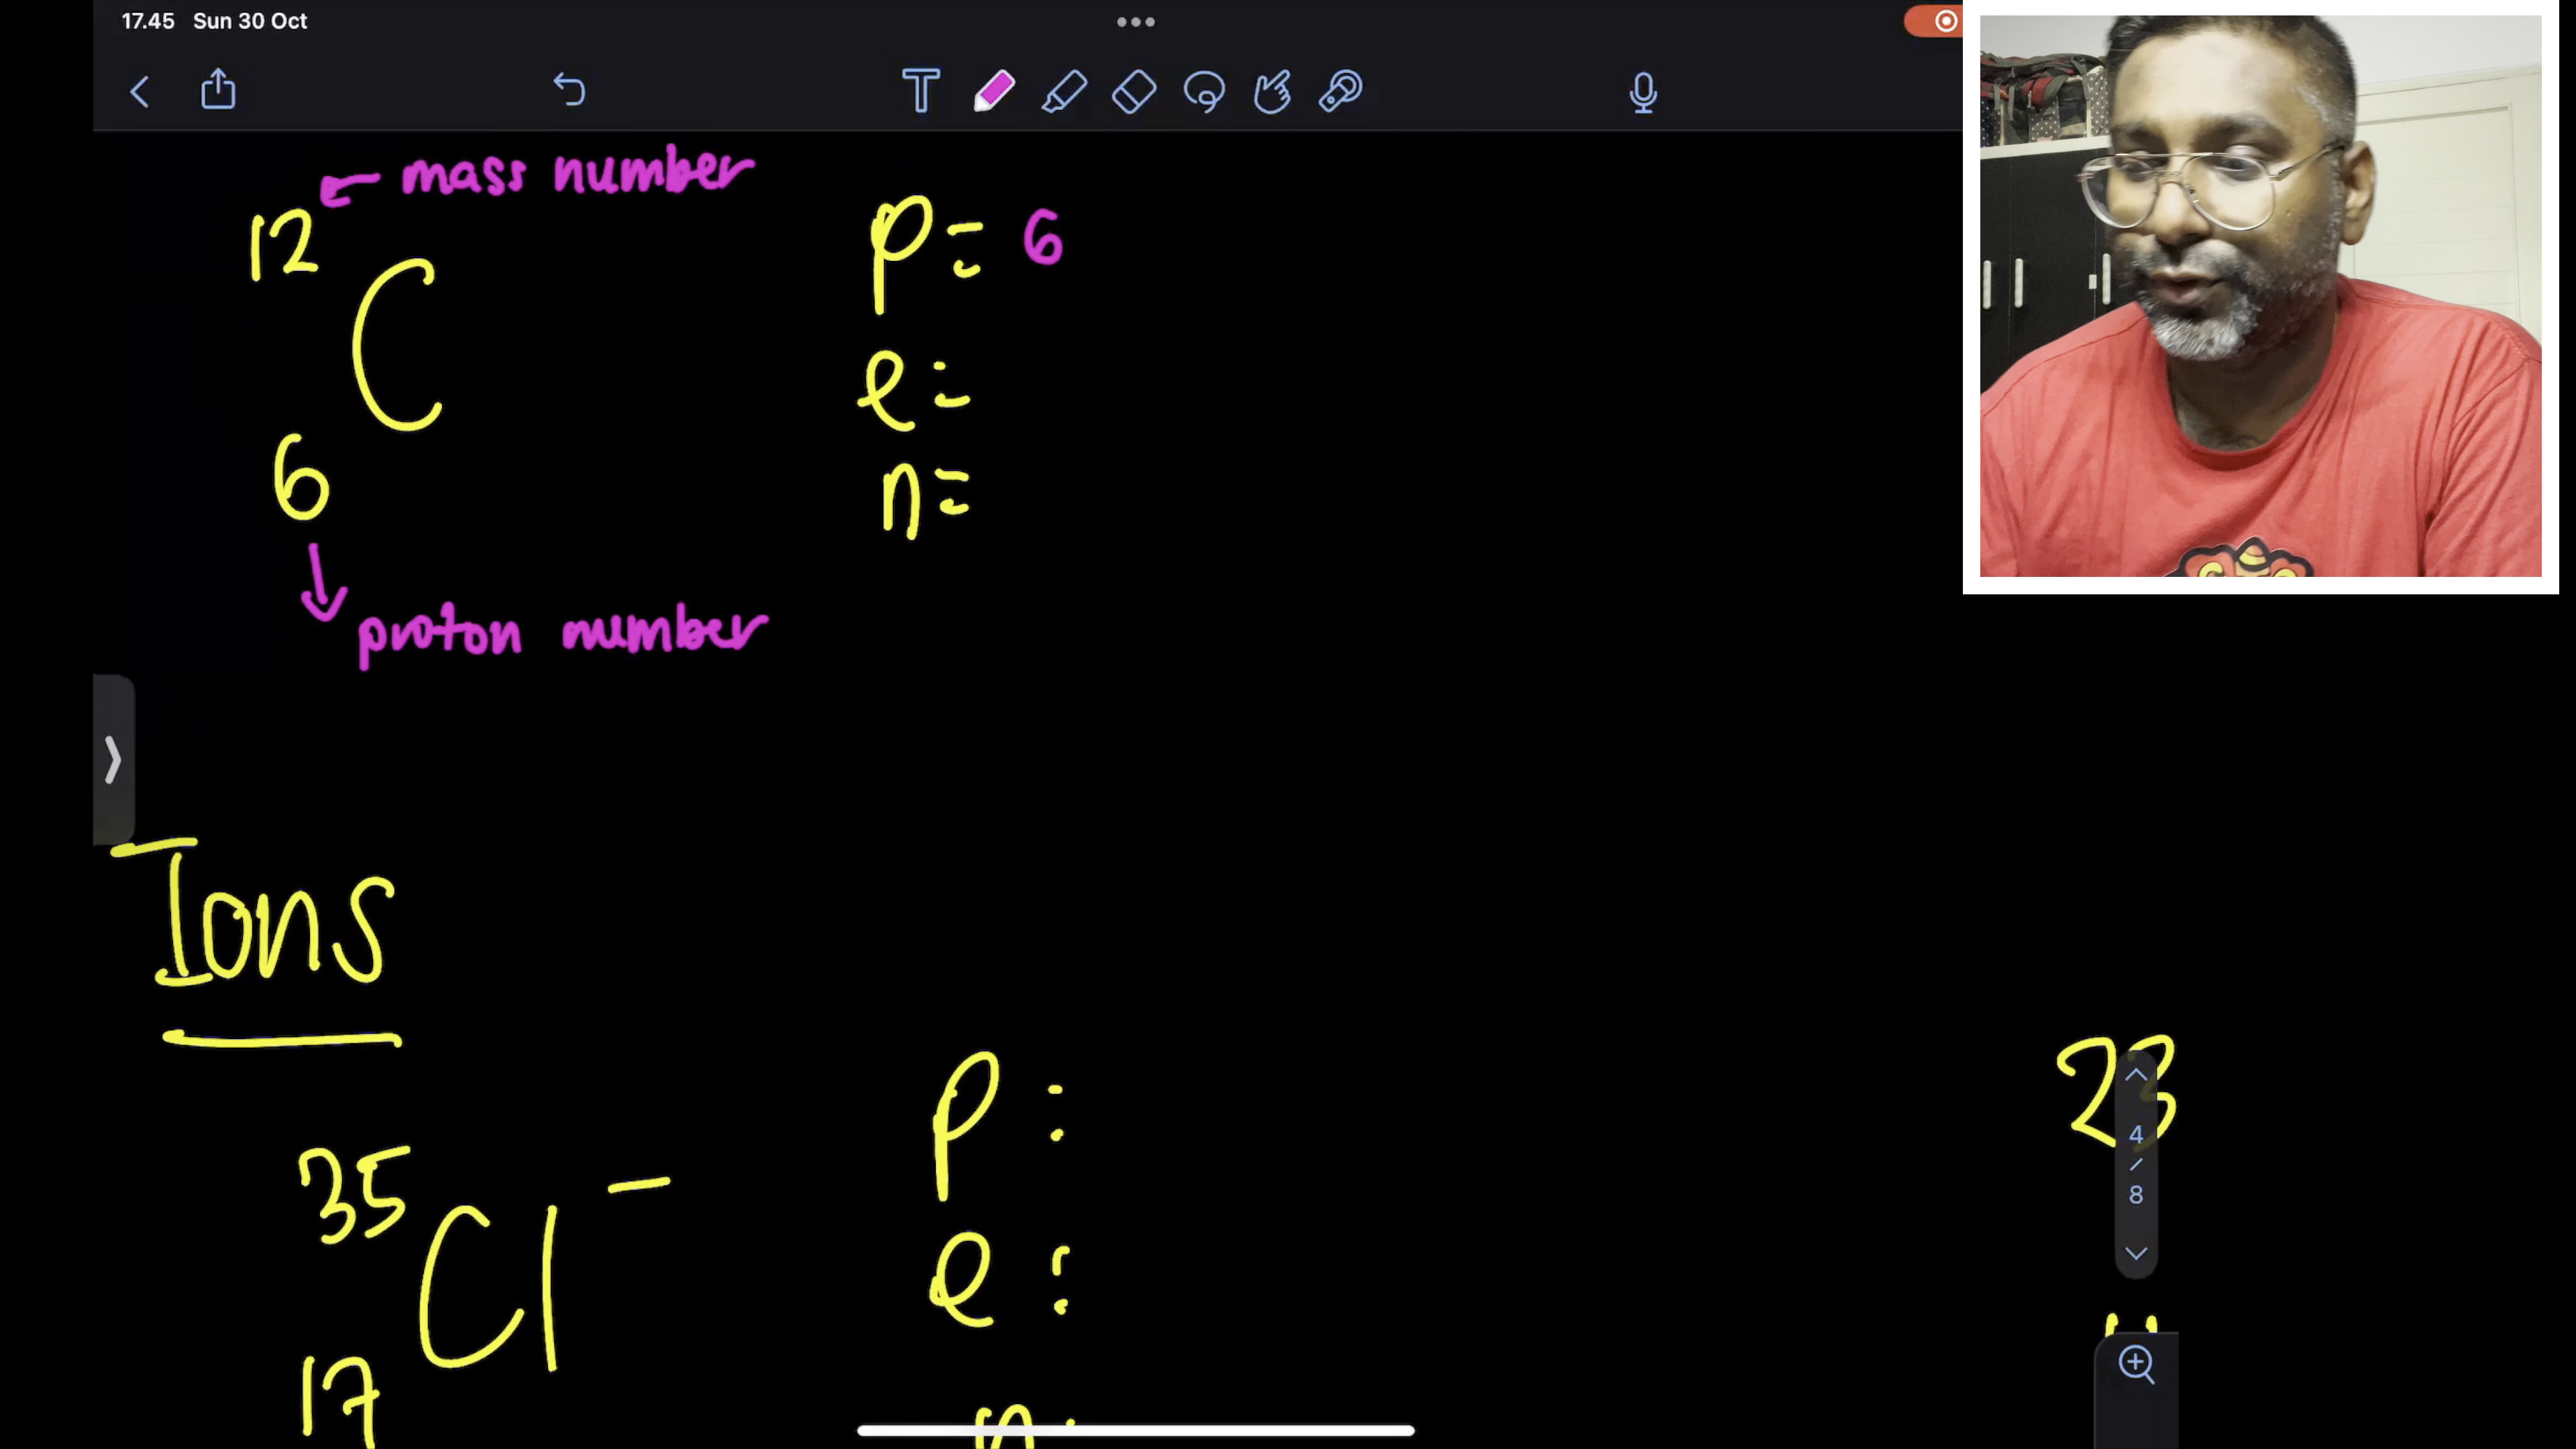 17.45 Sun 30 Oct
12 ← mass number
C
6
↓ proton number
p = 6
e =
n =
Ions
35
Cl −
17
p :
e :
n :
23
4
/
8